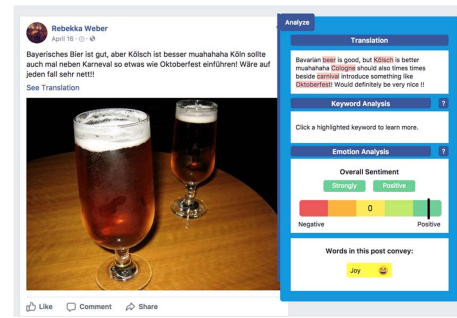 Rebekka Weber
April 16
Bayerisches Bier ist gut, aber Kölsch ist besser muahahaha Köln sollte
auch mal neben Karneval so etwas wie Oktoberfest einführen! Wäre auf
jeden fall sehr nett!!
See Translation
Like Comment Share
Analyze
Translation
Bavarian beer is good, but Kölsch is better
muahahaha Cologne should also times times
beside carnival introduce something like
Oktoberfest! Would definitely be very nice !!
Keyword Analysis ?
Click a highlighted keyword to learn more.
Emotion Analysis ?
Overall Sentiment
Strongly Positive
0
Negative Positive
Words in this post convey:
Joy